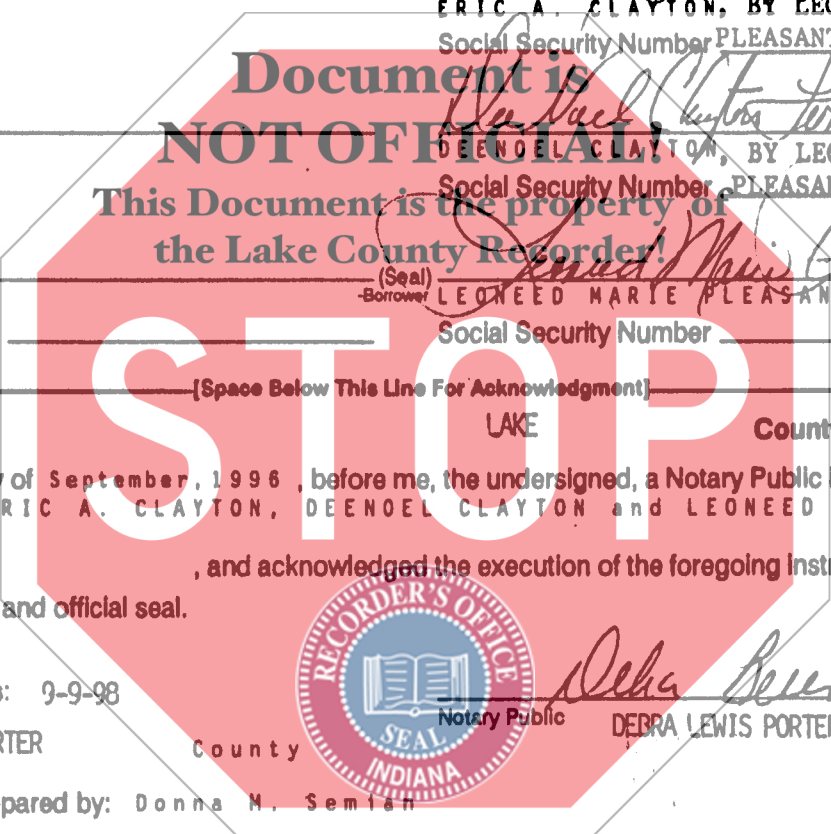 ERIC A. CLAYTON, BY LEO
Social Security Number PLEASANT
Document is
NOT OFFICIAL!
DEENOEL CLAYTON, BY LEO
Social Security Number PLEASAN
This Document is the property of
the Lake County Recorder!
(Seal)
-Borrower LEONEED MARIE PLEASAN
Social Security Number
STOP
[Space Below This Line For Acknowledgment]
LAKE Count
y of September, 1996 , before me, the undersigned, a Notary Public
RIC A. CLAYTON, DEENOEL CLAYTON and LEONEED
, and acknowledged the execution of the foregoing instr
and official seal.
RECORDER'S OFFICE
SEAL
INDIANA
s: 9-9-98
Notary Public DEBRA LEWIS PORTER
RTER County
pared by: Donna M. Semian